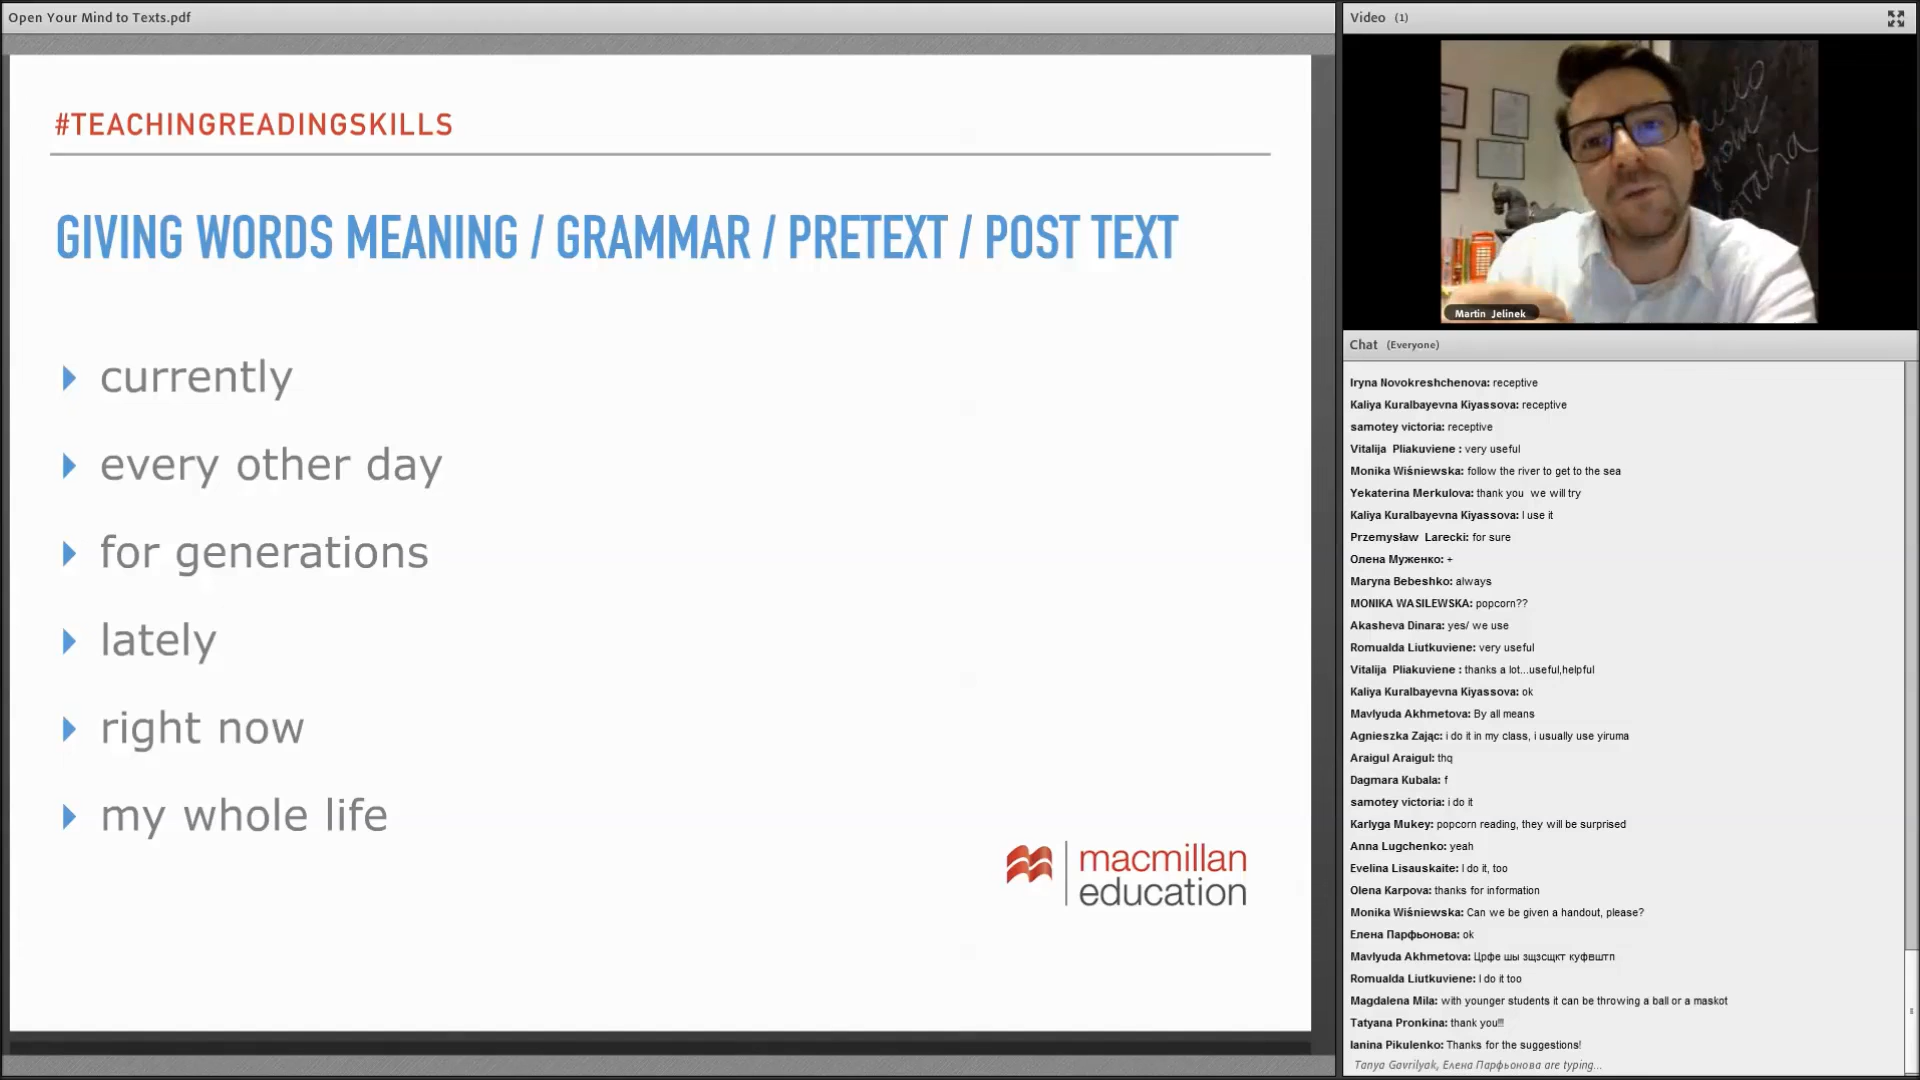 Open Your Mind to Texts.pdf
#TEACHINGREADINGSKILLS
GIVING WORDS MEANING / GRAMMAR / PRETEXT / POST TEXT
currently
every other day
for generations
lately
right now
my whole life
macmillan
education
Video (1)
Hello
from
Martin Jelinek
Chat (Everyone)
Iryna Novokreshchenova: receptive
Kaliya Kuralbayevna Kiyassova: receptive
samotey victoria: receptive
Vitalija Pliakuviene : very useful
Monika Wiśniewska: follow the river to get to the sea
Yekaterina Merkulova: thank you we will try
Kaliya Kuralbayevna Kiyassova: I use it
Przemysław Larecki: for sure
Олена Муженко: +
Maryna Bebeshko: always
MONIKA WASILEWSKA: popcorn??
Akasheva Dinara: yes/ we use
Romualda Liutkuviene: very useful
Vitalija Pliakuviene : thanks a lot...useful,helpful
Kaliya Kuralbayevna Kiyassova: ok
Mavlyuda Akhmetova: By all means
Agnieszka Zając: i do it in my class, i usually use yiruma
Araigul Araigul: thq
Dagmara Kubala: f
samotey victoria: i do it
Karlyga Mukey: popcorn reading, they will be surprised
Anna Lugchenko: yeah
Evelina Lisauskaite: I do it, too
Olena Karpova: thanks for information
Monika Wiśniewska: Can we be given a handout, please?
Елена Парфьонова: ok
Mavlyuda Akhmetova: Црфе шы зщзсщкт куфвштп
Romualda Liutkuviene: I do it too
Magdalena Mila: with younger students it can be throwing a ball or a maskot
Tatyana Pronkina: thank you!!!
Ianina Pikulenko: Thanks for the suggestions!
Tanya Gavrilyak, Елена Парфьонова are typing...